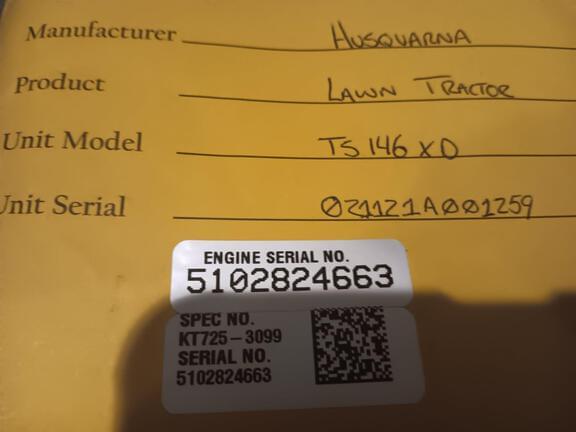 Manufacturer HUSQVARNA
Product LAWN TRACTOR
Unit Model TS 146 XD
Unit Serial 021121A001259
ENGINE SERIAL NO.
5102824663
SPEC NO.
KT725-3099
SERIAL NO.
5102824663